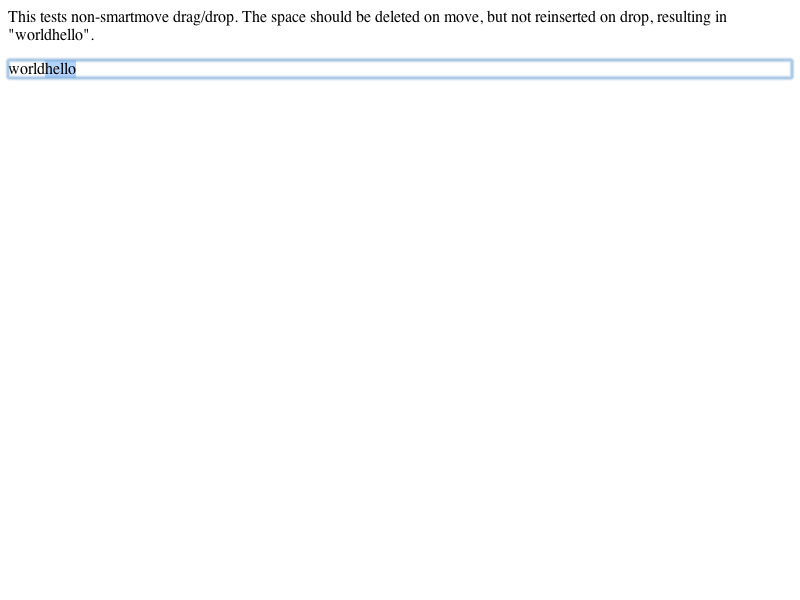 This tests non-smartmove drag/drop. The space should be deleted on move, but not reinserted on drop, resulting in
"worldhello".
worldhello